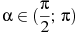 α ∈ (π/2; π)